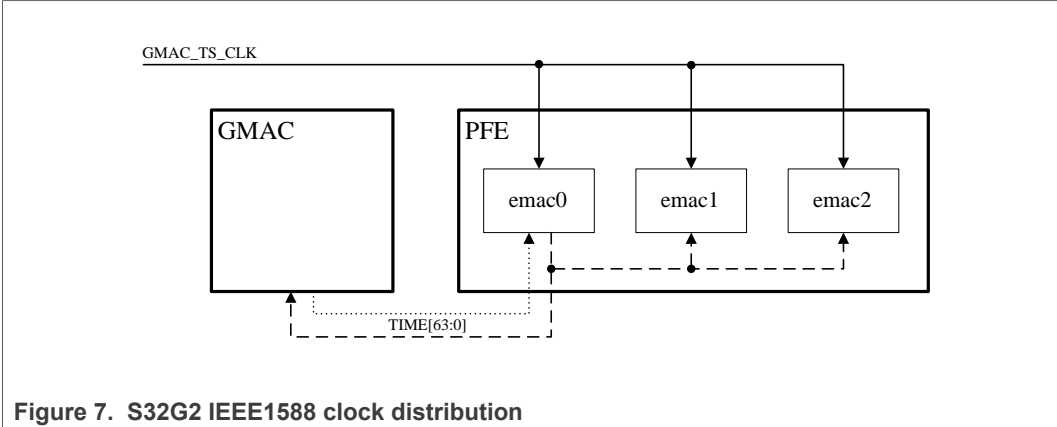 GMAC_TS_CLK
GMAC
PFE
emac0
emac1
emac2
TIME[63:0]
Figure 7. S32G2 IEEE1588 clock distribution